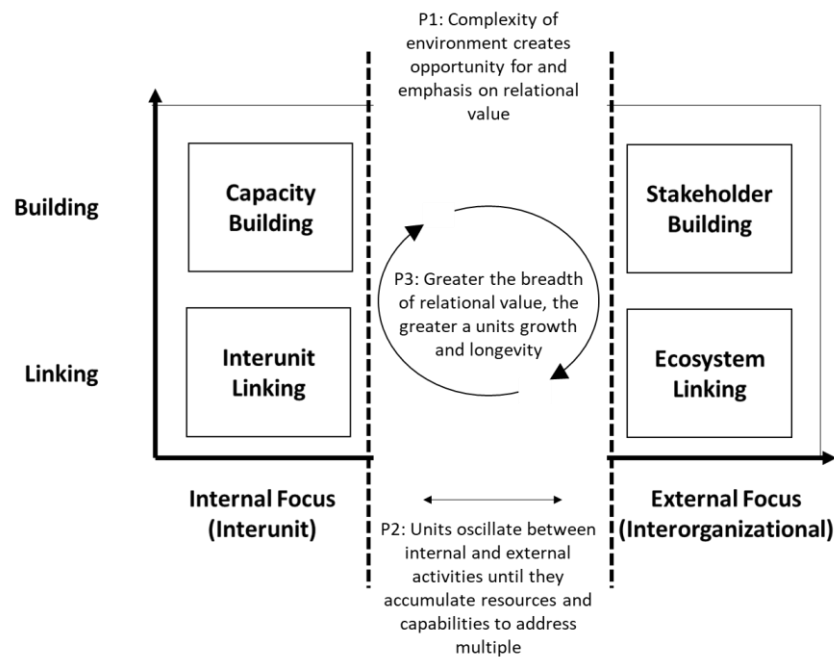 P1: Complexity of
environment creates
opportunity for and
emphasis on relational
value
Building
Capacity
Building
Stakeholder
Building
P3: Greater the breadth
of relational value, the
greater a units growth
and longevity
Linking
Interunit
Linking
Ecosystem
Linking
Internal Focus
(Interunit)
External Focus
(Interorganizational)
P2: Units oscillate between
internal and external
activities until they
accumulate resources and
capabilities to address
multiple